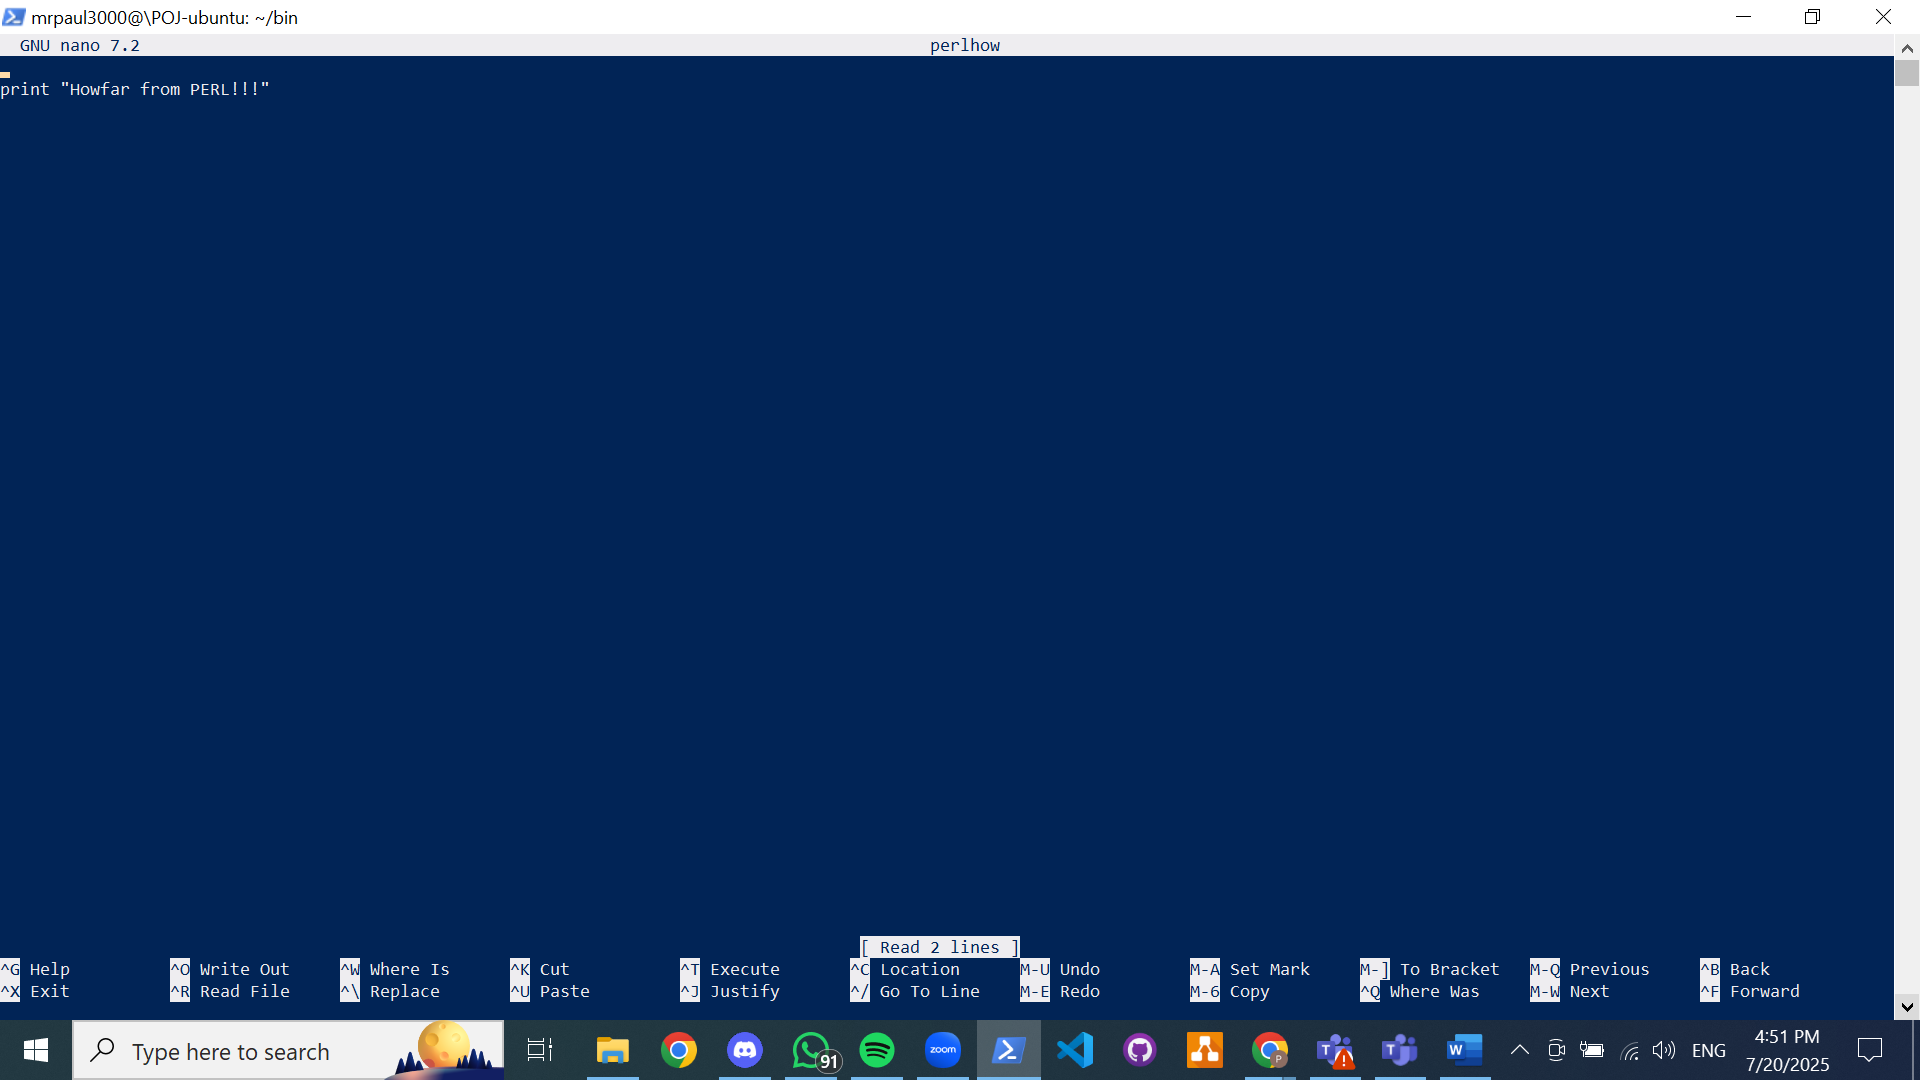 mrpaul3000@\POJ-ubuntu: ~/bin
GNU nano 7.2 perlhow
print "Howfar from PERL!!!"
[ Read 2 lines ]
^G Help ^O Write Out ^W Where Is ^K Cut ^T Execute ^C Location M-U Undo M-A Set Mark M-] To Bracket M-Q Previous ^B Back
^X Exit ^R Read File ^\ Replace ^U Paste ^J Justify ^/ Go To Line M-E Redo M-6 Copy ^Q Where Was M-W Next ^F Forward
Type here to search
91
zoom
P
T
T
W
ENG
4:51 PM
7/20/2025